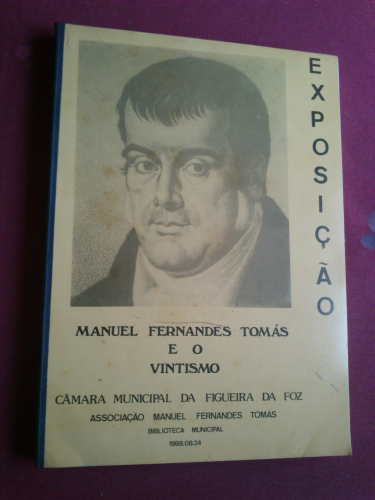 EXPOSIÇÃO
MANUEL FERNANDES TOMÁS
E O
VINTISMO
CÂMARA MUNICIPAL DA FIGUEIRA DA FOZ
ASSOCIAÇÃO MANUEL FERNANDES TOMÁS
BIBLIOTECA MUNICIPAL
1988.08.24